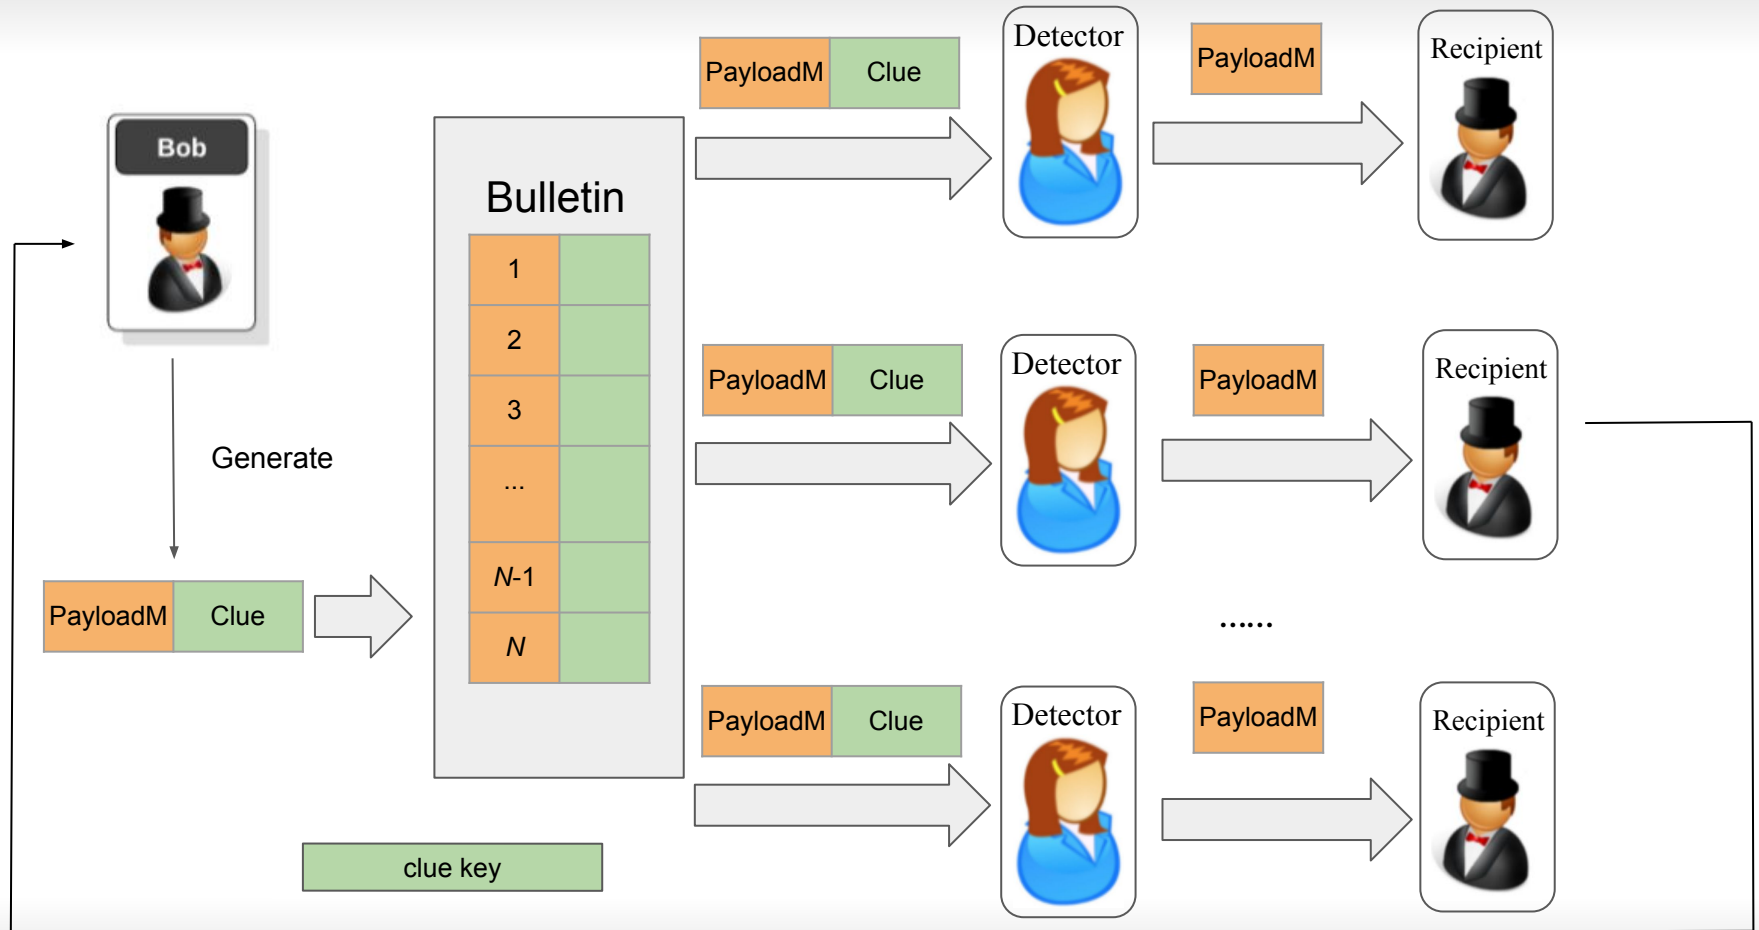 Bob
Generate
PayloadM Clue
Bulletin
1
2
3
...
N-1
N
clue key
PayloadM Clue
Detector
PayloadM
Recipient
PayloadM Clue
Detector
PayloadM
Recipient
......
PayloadM Clue
Detector
PayloadM
Recipient